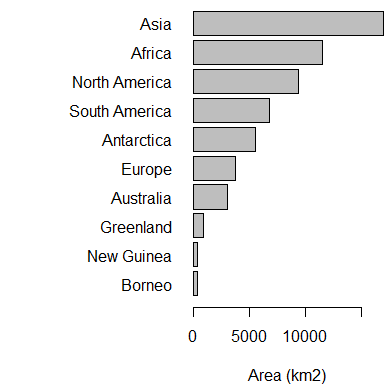 Asia
Africa
North America
South America
Antarctica
Europe
Australia
Greenland
New Guinea
Borneo
0 5000 10000
Area (km2)